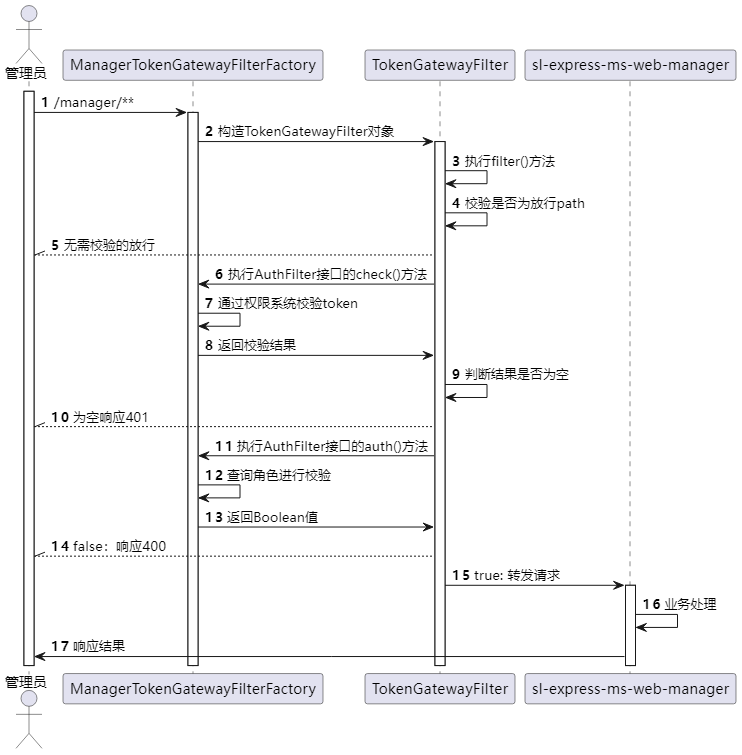 管理员
ManagerTokenGatewayFilterFactory
TokenGatewayFilter
sl-express-ms-web-manager
1 /manager/**
2 构造TokenGatewayFilter对象
3 执行filter()方法
4 校验是否为放行path
5 无需校验的放行
6 执行AuthFilter接口的check()方法
7 通过权限系统校验token
8 返回校验结果
9 判断结果是否为空
10 为空响应401
11 执行AuthFilter接口的auth()方法
12 查询角色进行校验
13 返回Boolean值
14 false：响应400
15 true: 转发请求
16 业务处理
17 响应结果
管理员
ManagerTokenGatewayFilterFactory
TokenGatewayFilter
sl-express-ms-web-manager